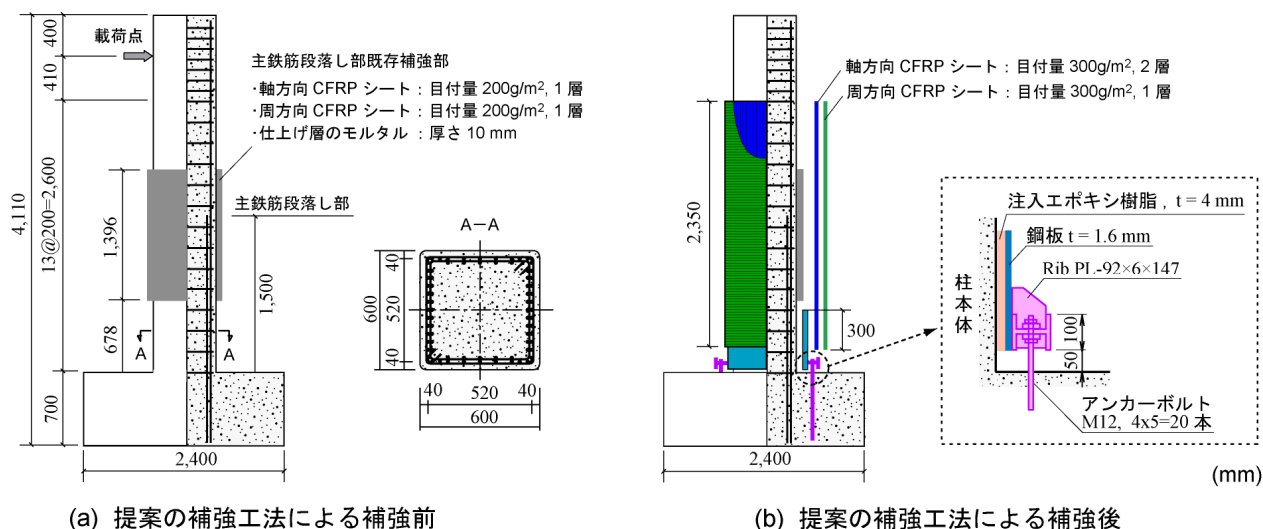 400
載荷点
410
4,110
13@200=2,600
1,396
678
700
主鉄筋段落し部既存補強部
・軸方向 CFRP シート：目付量 200g/m², 1 層
・周方向 CFRP シート：目付量 200g/m², 1 層
・仕上げ層のモルタル ：厚さ 10 mm
主鉄筋段落し部
1,500
A
A
2,400
A－A
40
520
40
600
40
520
40
600
(a) 提案の補強工法による補強前
軸方向 CFRP シート：目付量 300g/m², 2 層
周方向 CFRP シート：目付量 300g/m², 1 層
2,350
300
2,400
注入エポキシ樹脂，t = 4 mm
鋼板 t = 1.6 mm
Rib PL-92×6×147
柱本体
100
50
アンカーボルト
M12, 4x5=20 本
(mm)
(b) 提案の補強工法による補強後